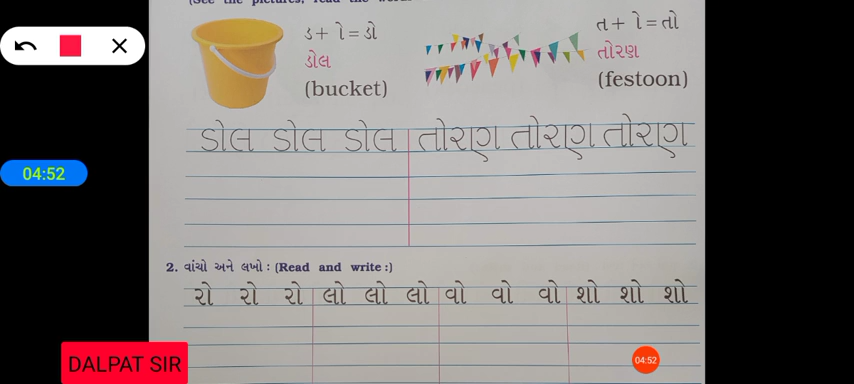 ડ + ો = ડો
ડોલ
(bucket)
ત + ો = તો
તોરણ
(festoon)
ડોલ ડોલ ડોલ તોરણ તોરણ તોરણ
2. વાંચો અને લખો : (Read and write :)
રો રો રો લો લો લો વો વો વો શો શો શો
04:52
04:52
DALPAT SIR